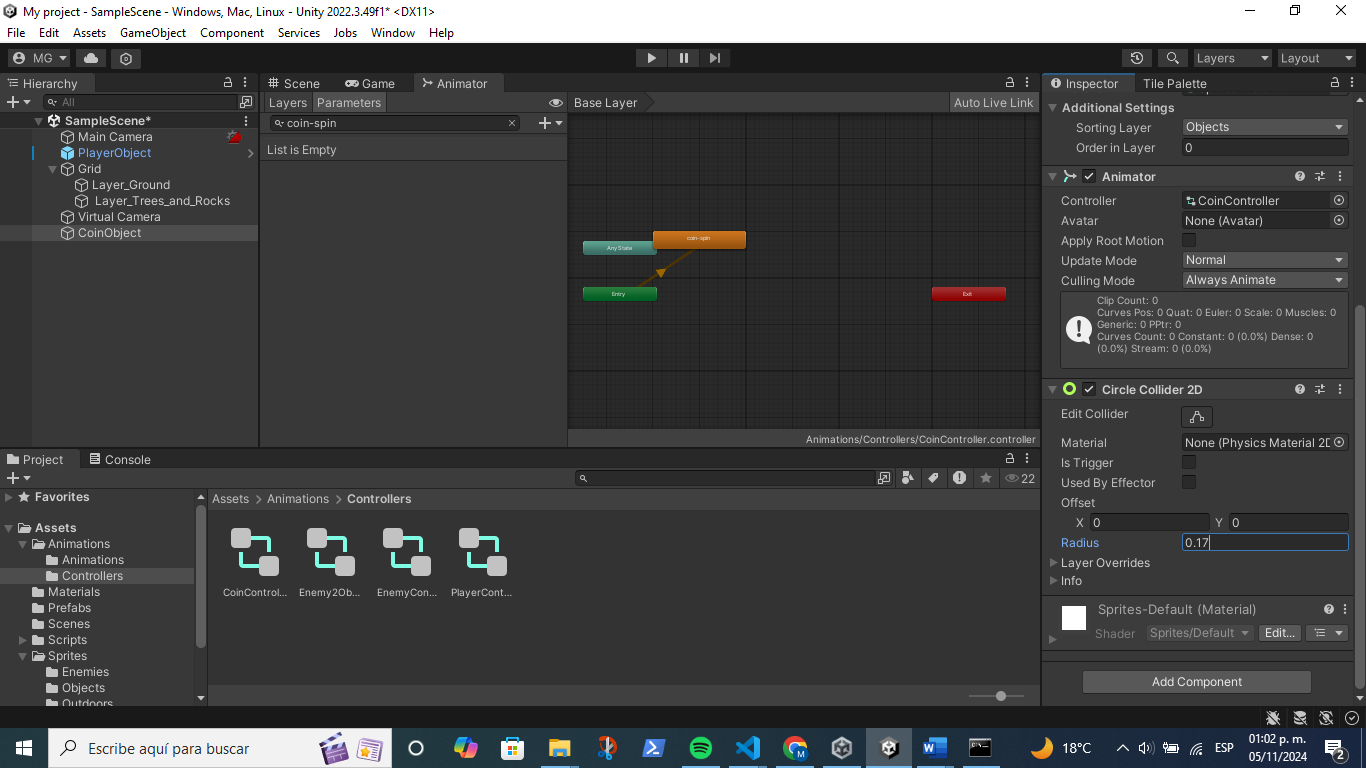 My project - SampleScene - Windows, Mac, Linux - Unity 2022.3.49f1* <DX11>
File Edit Assets GameObject Component Services Jobs Window Help
MG
Layers
Layout
Hierarchy
All
SampleScene*
Main Camera
PlayerObject
Grid
Layer_Ground
Layer_Trees_and_Rocks
Virtual Camera
CoinObject
Scene Game Animator
Layers Parameters
coin-spin
List is Empty
Base Layer
Auto Live Link
Any State
coin-spin
Entry
Exit
Animations/Controllers/CoinController.controller
Inspector Tile Palette
Additional Settings
Sorting Layer Objects
Order in Layer 0
Animator
Controller CoinController
Avatar None (Avatar)
Apply Root Motion
Update Mode Normal
Culling Mode Always Animate
Clip Count: 0
Curves Pos: 0 Quat: 0 Euler: 0 Scale: 0 Muscles: 0
Generic: 0 PPtr: 0
Curves Count: 0 Constant: 0 (0.0%) Dense: 0
(0.0%) Stream: 0 (0.0%)
Circle Collider 2D
Edit Collider
Material None (Physics Material 2D
Is Trigger
Used By Effector
Offset
X 0 Y 0
Radius 0.17
Layer Overrides
Info
Sprites-Default (Material)
Shader Sprites/Default Edit...
Add Component
Project Console
22
Favorites
Assets
Animations
Animations
Controllers
Materials
Prefabs
Scenes
Scripts
Sprites
Enemies
Objects
Outdoors
Assets > Animations > Controllers
CoinControl... Enemy2Ob... EnemyCon... PlayerCont...
Escribe aquí para buscar
18°C
ESP
01:02 p. m.
05/11/2024
2